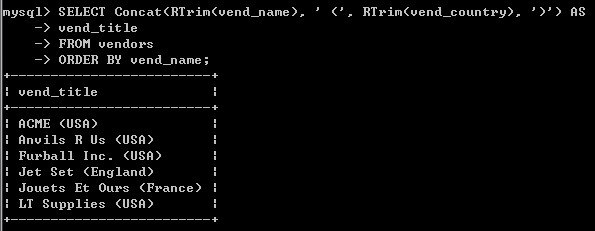 mysql> SELECT Concat(RTrim(vend_name), ' (', RTrim(vend_country), ')') AS
    -> vend_title
    -> FROM vendors
    -> ORDER BY vend_name;
+-------------------------+
| vend_title              |
+-------------------------+
| ACME (USA)              |
| Anvils R Us (USA)       |
| Furball Inc. (USA)      |
| Jet Set (England)       |
| Jouets Et Ours (France) |
| LT Supplies (USA)       |
+-------------------------+